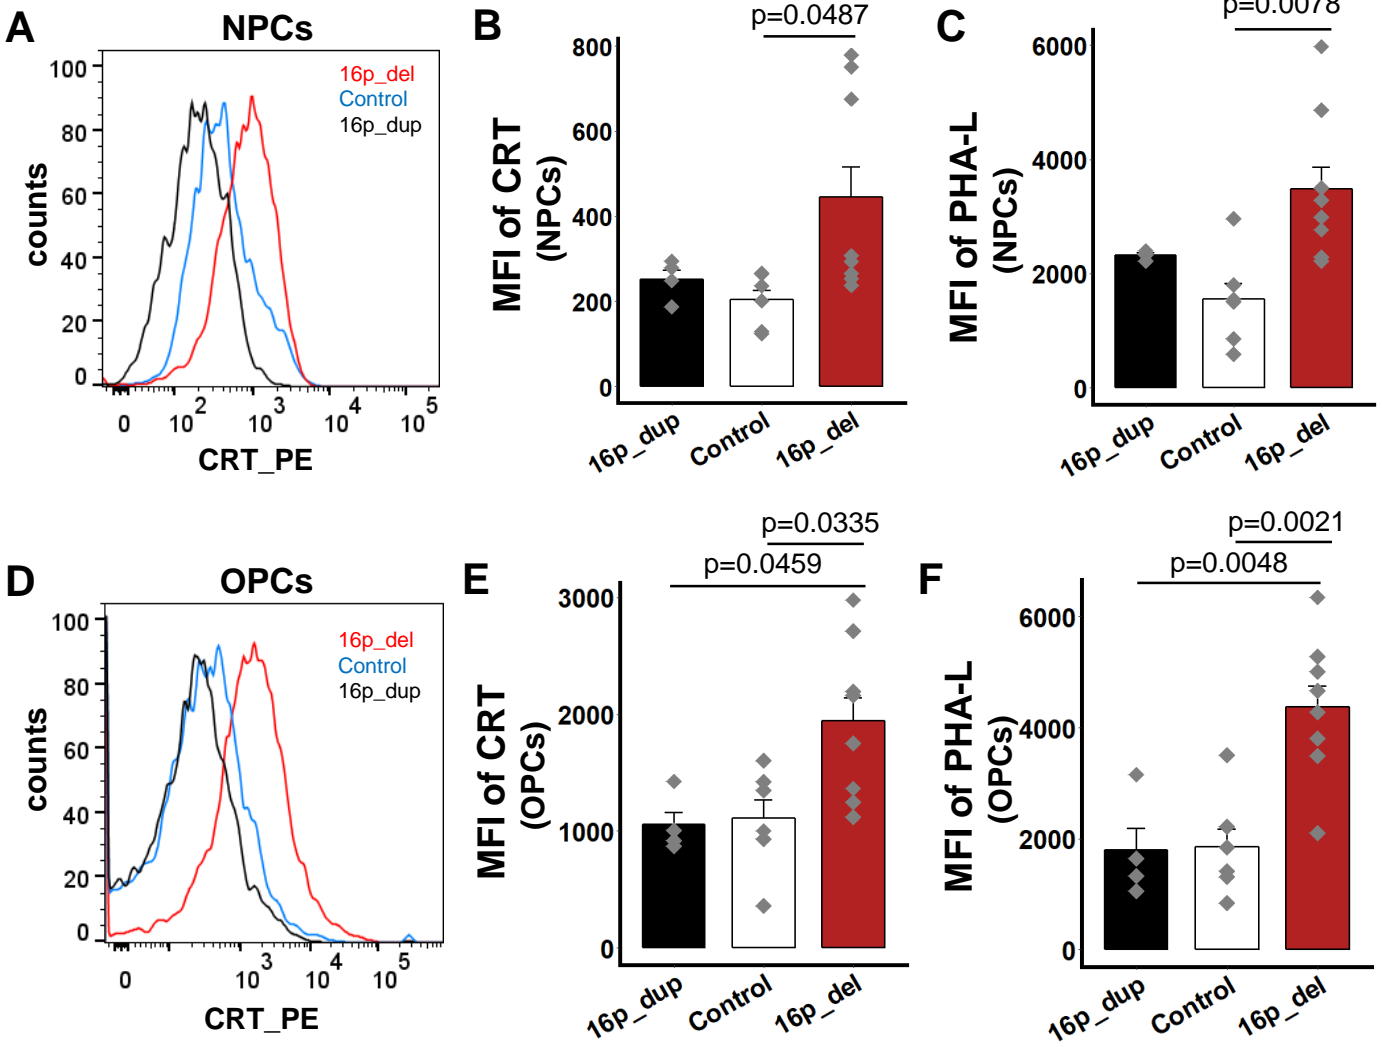 A
NPCs
counts
100
80
60
40
20
0
16p_del
Control
16p_dup
0
10^2
10^3
10^4
10^5
CRT_PE
B
p=0.0487
MFI of CRT
(NPCs)
800
600
400
200
0
16p_dup
Control
16p_del
C
p=0.0078
MFI of PHA-L
(NPCs)
6000
4000
2000
0
16p_dup
Control
16p_del
D
OPCs
counts
100
80
60
40
20
0
16p_del
Control
16p_dup
0
10^3
10^4
10^5
CRT_PE
E
p=0.0335
p=0.0459
MFI of CRT
(OPCs)
3000
2000
1000
0
16p_dup
Control
16p_del
F
p=0.0021
p=0.0048
MFI of PHA-L
(OPCs)
6000
4000
2000
0
16p_dup
Control
16p_del